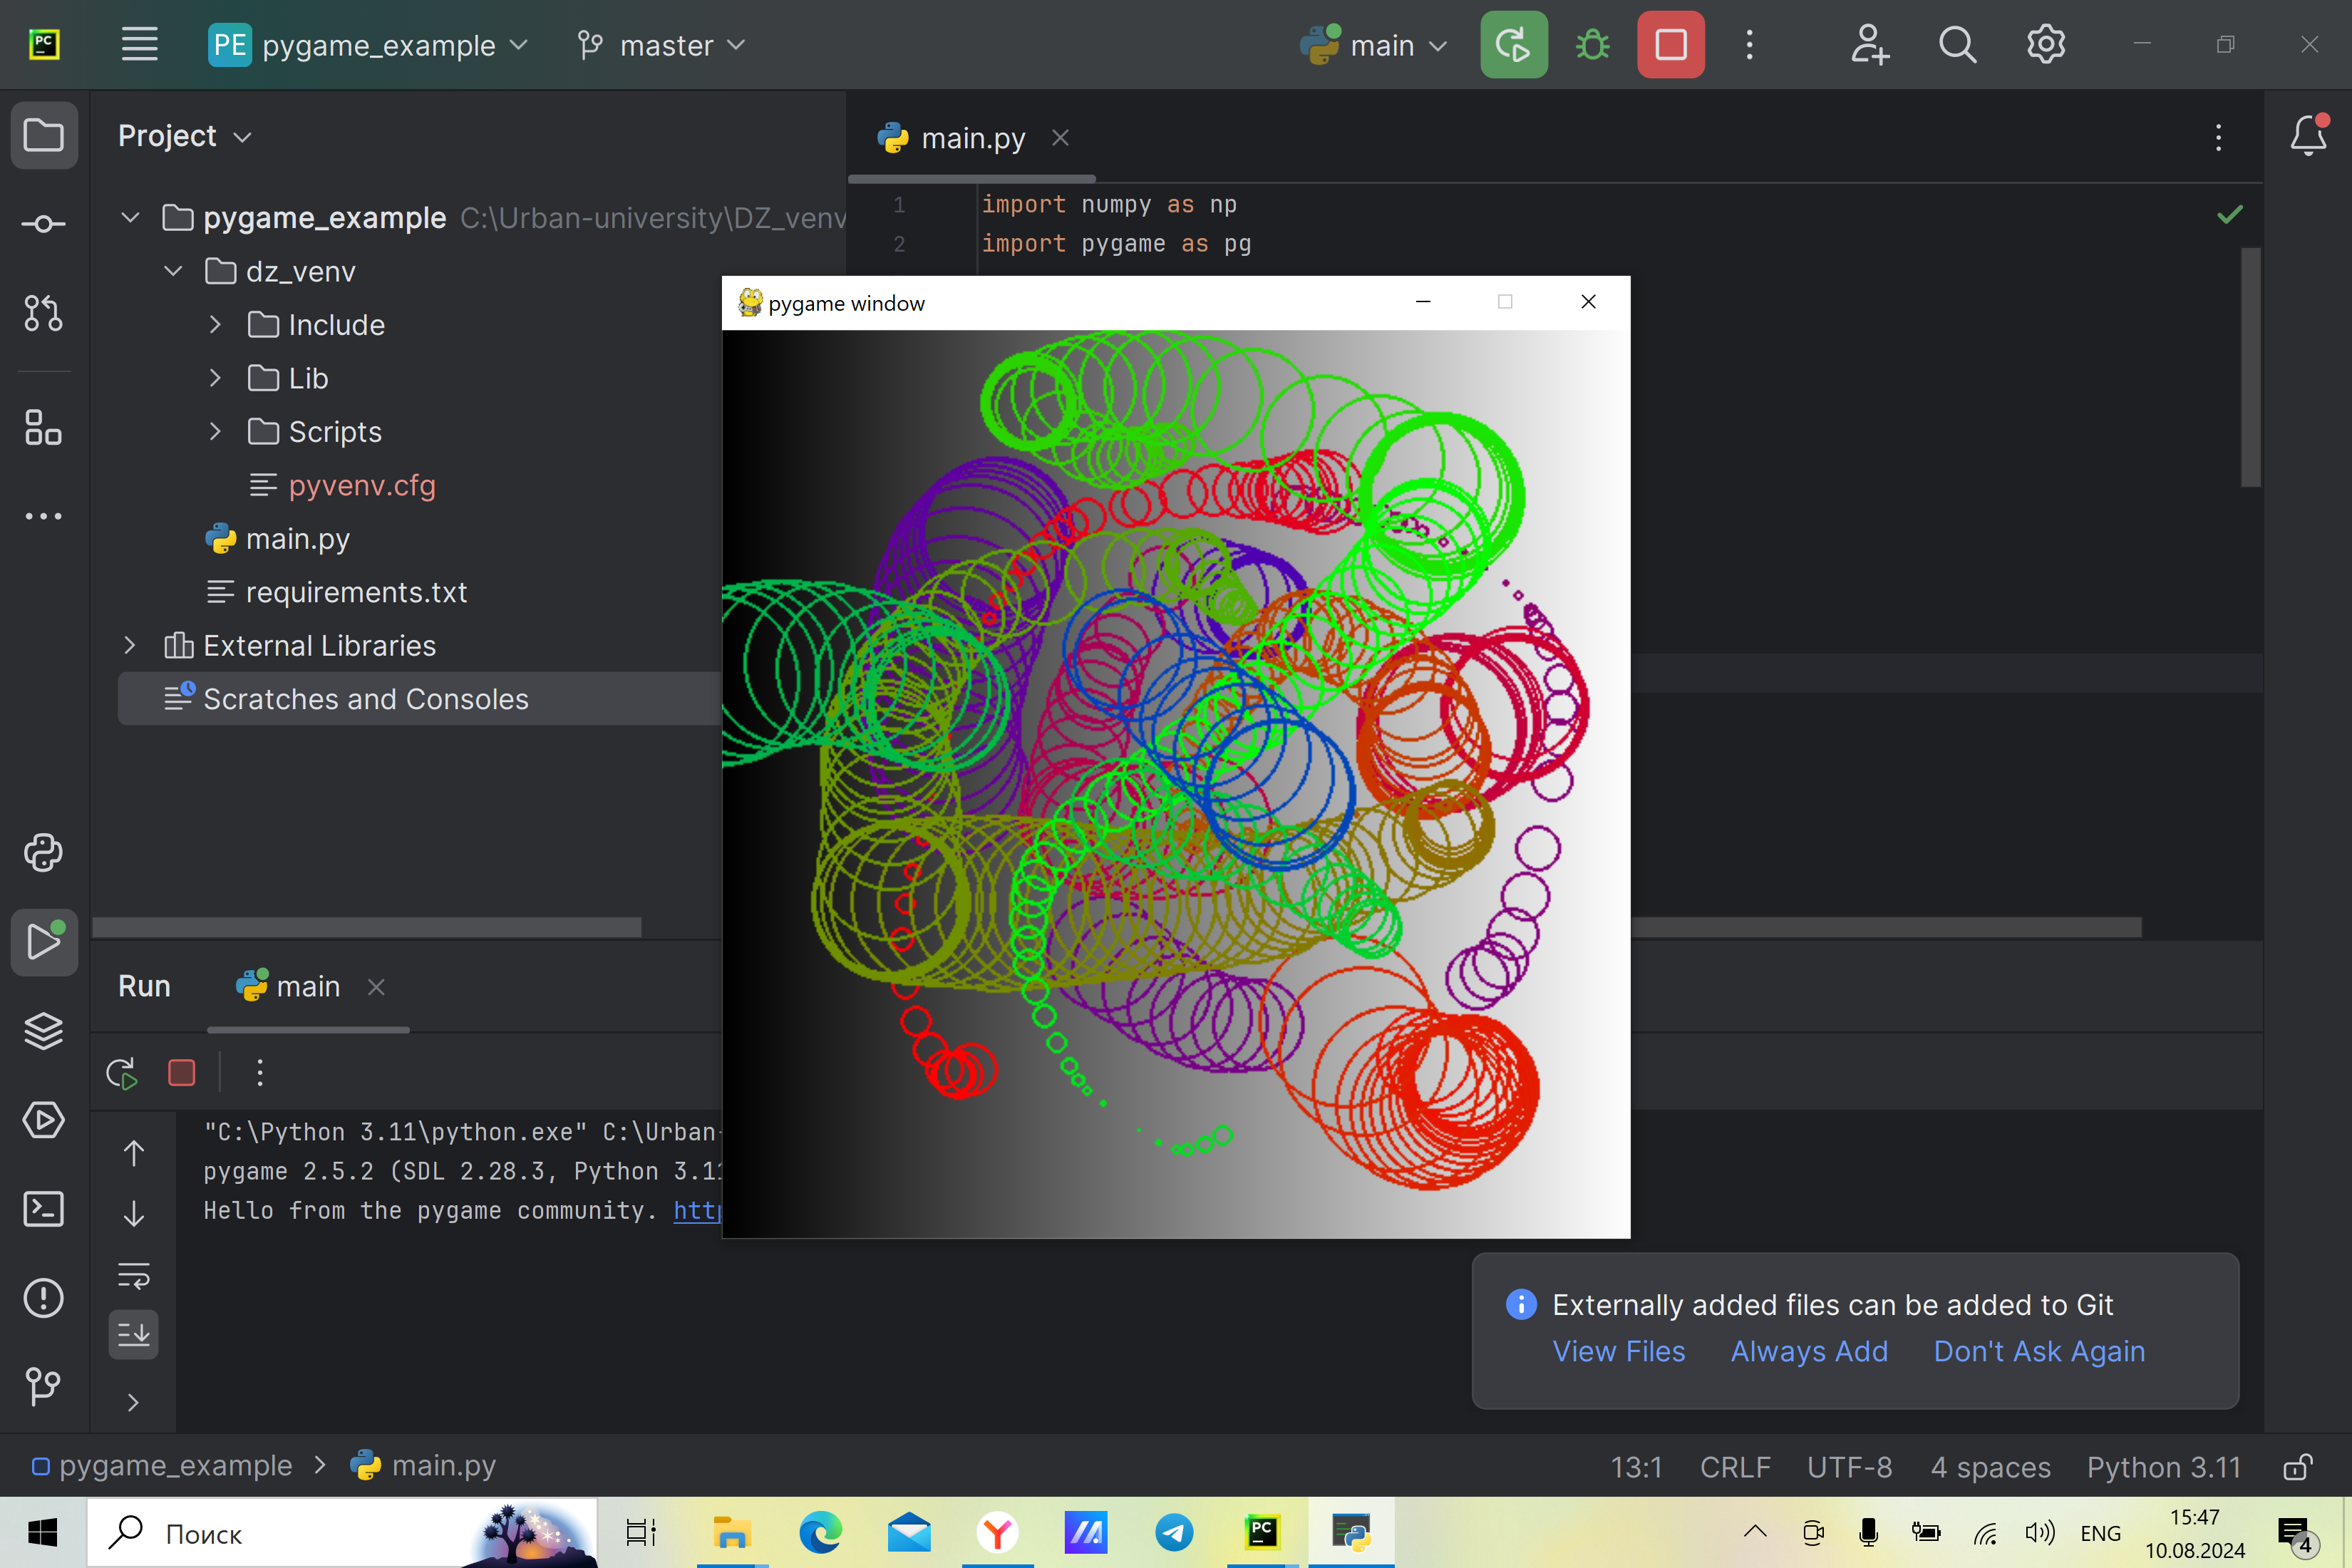 PC
PE pygame_example
master
main
Project
main.py
pygame_example C:\Urban-university\DZ_venv
dz_venv
Include
Lib
Scripts
pyvenv.cfg
main.py
requirements.txt
External Libraries
Scratches and Consoles
1 import numpy as np
2 import pygame as pg
pygame window
Run main
"C:\Python 3.11\python.exe" C:\Urban-
pygame 2.5.2 (SDL 2.28.3, Python 3.11
Hello from the pygame community. http
Externally added files can be added to Git
View Files Always Add Don't Ask Again
pygame_example > main.py
13:1 CRLF UTF-8 4 spaces Python 3.11
Поиск
PC
ENG
15:47
10.08.2024
4